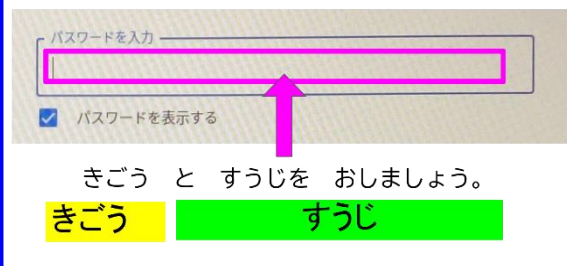 パスワードを入力
パスワードを表示する
きごう と すうじを おしましょう。
きごう すうじ